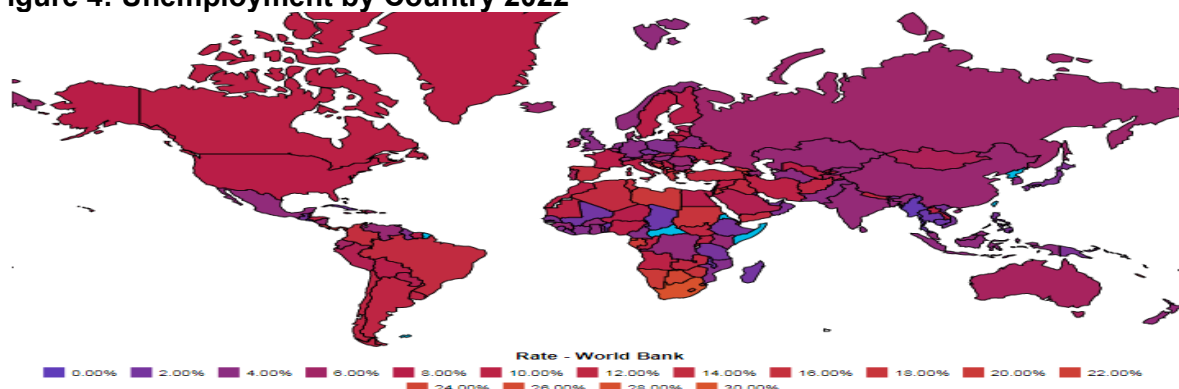 igure 4: Unemployment by Country 2022
Rate - World Bank
0.00% 2.00% 4.00% 6.00% 8.00% 10.00% 12.00% 14.00% 16.00% 18.00% 20.00% 22.00%
24.00% 26.00% 28.00% 30.00%